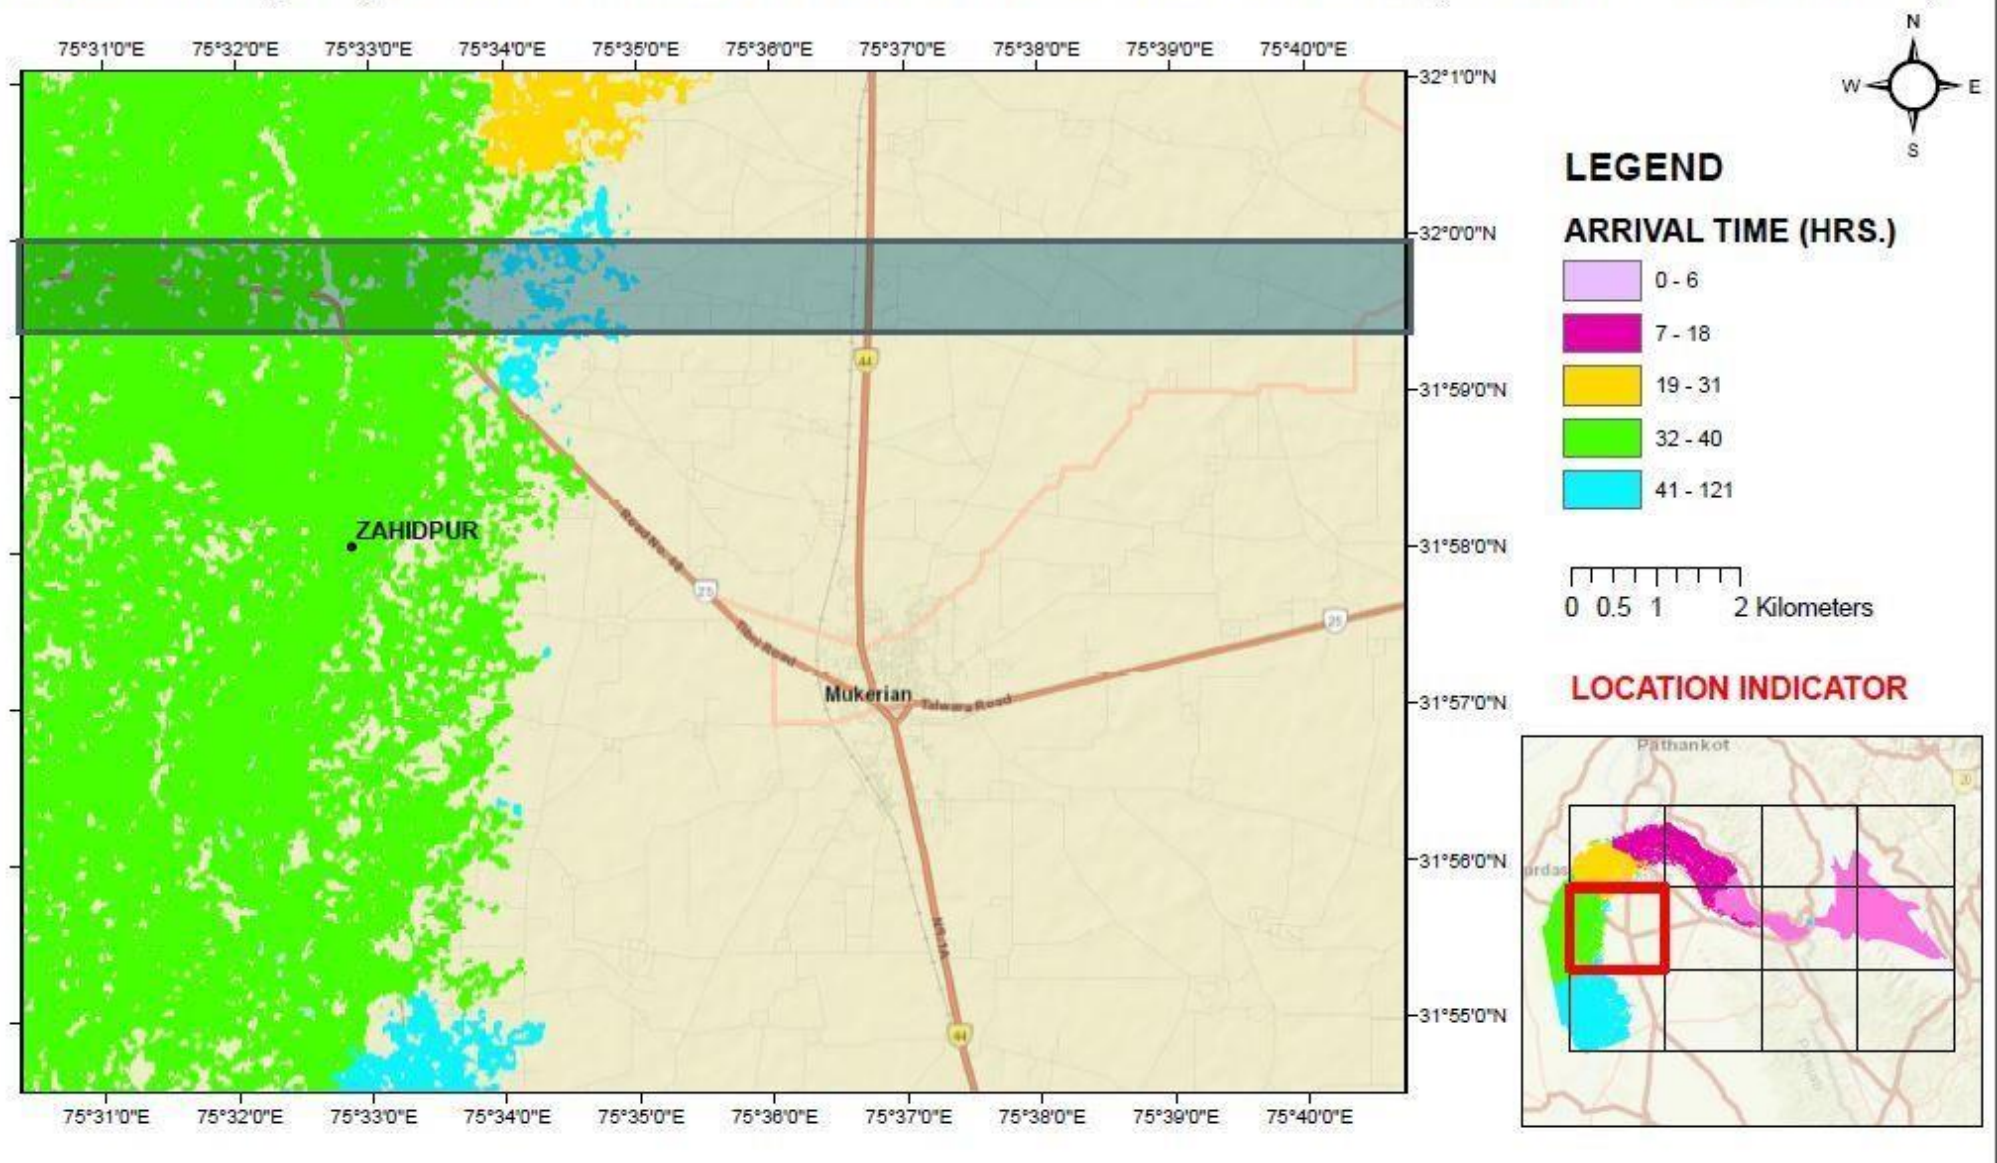 75°31'0"E 75°32'0"E 75°33'0"E 75°34'0"E 75°35'0"E 75°36'0"E 75°37'0"E 75°38'0"E 75°39'0"E 75°40'0"E
N
W E
S
32°1'0"N
32°0'0"N
31°59'0"N
31°58'0"N
31°57'0"N
31°56'0"N
31°55'0"N
44
ZAHIDPUR
25
Tibri Road
25
Mukerian
Talwara Road
NH-1A
44
75°31'0"E 75°32'0"E 75°33'0"E 75°34'0"E 75°35'0"E 75°36'0"E 75°37'0"E 75°38'0"E 75°39'0"E 75°40'0"E
LEGEND
ARRIVAL TIME (HRS.)
0 - 6
7 - 18
19 - 31
32 - 40
41 - 121
0 0.5 1 2 Kilometers
LOCATION INDICATOR
Pathankot
20
urdas